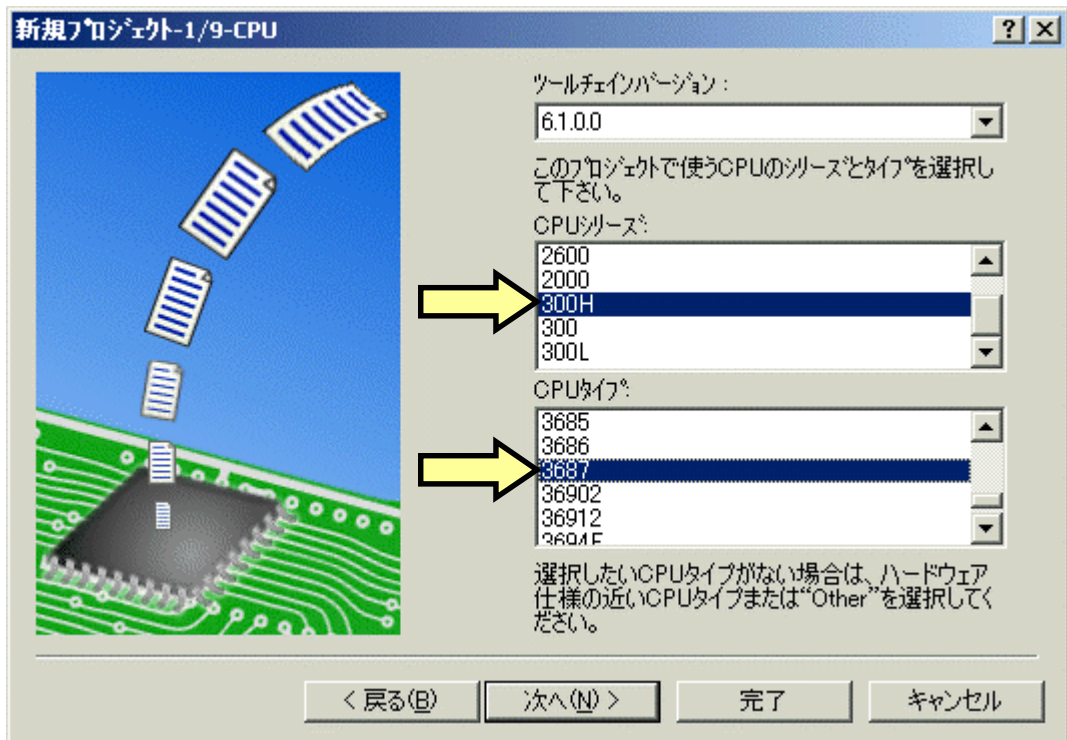 新規ﾌﾟﾛｼﾞｪｸﾄ-1/9-CPU
ﾂｰﾙﾁｪｲﾝﾊﾞｰｼﾞｮﾝ :
6.1.0.0
このﾌﾟﾛｼﾞｪｸﾄで使うCPUのｼﾘｰｽﾞとﾀｲﾌﾟを選択し
て下さい。
CPUｼﾘｰｽﾞ:
2600
2000
300H
300
300L
CPUﾀｲﾌﾟ:
3685
3686
3687
36902
36912
3694F
選択したいCPUタイプがない場合は、ハードウェア
仕様の近いCPUタイプまたは“Other”を選択してく
ださい。
< 戻る(B)
次へ(N) >
完了
キャンセル